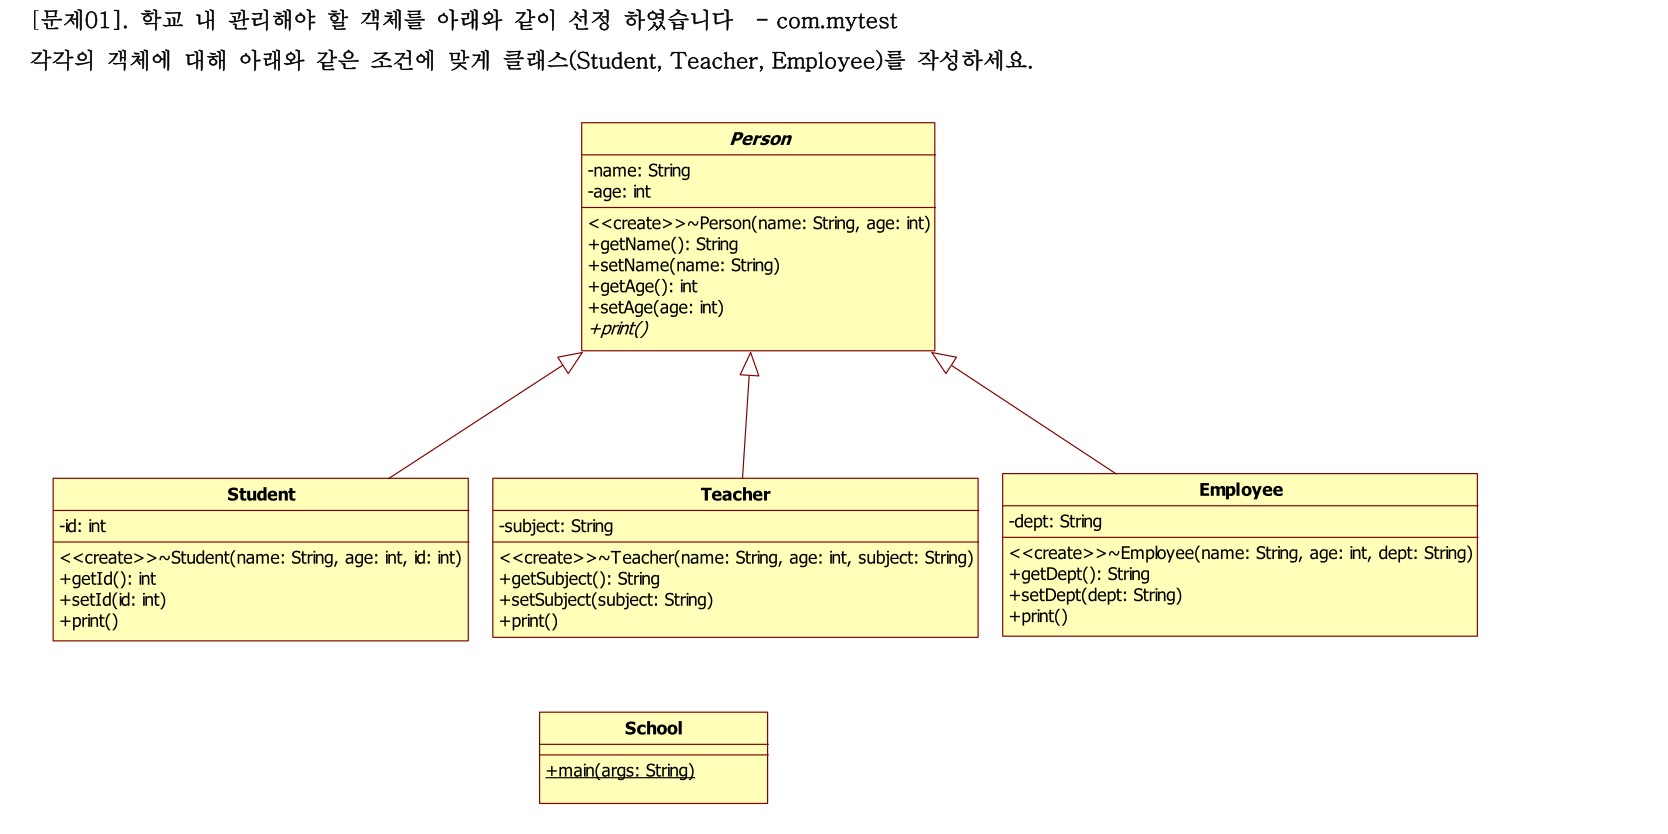 [문제01]. 학교 내 관리해야 할 객체를 아래와 같이 선정 하였습니다 - com.mytest
각각의 객체에 대해 아래와 같은 조건에 맞게 클래스(Student, Teacher, Employee)를 작성하세요.
Person
-name: String
-age: int
<<create>>~Person(name: String, age: int)
+getName(): String
+setName(name: String)
+getAge(): int
+setAge(age: int)
+print()
Student
-id: int
<<create>>~Student(name: String, age: int, id: int)
+getId(): int
+setId(id: int)
+print()
Teacher
-subject: String
<<create>>~Teacher(name: String, age: int, subject: String)
+getSubject(): String
+setSubject(subject: String)
+print()
Employee
-dept: String
<<create>>~Employee(name: String, age: int, dept: String)
+getDept(): String
+setDept(dept: String)
+print()
School
+main(args: String)